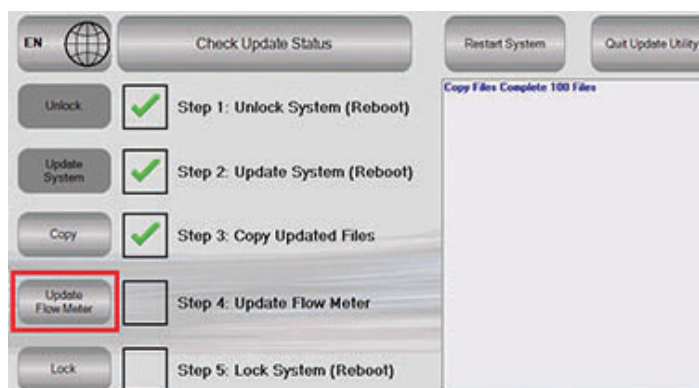 EN
Check Update Status
Restart System
Quit Update Utility
Copy Files Complete 100 Files
Unlock
Step 1: Unlock System (Reboot)
Update
System
Step 2: Update System (Reboot)
Copy
Step 3: Copy Updated Files
Update
Flow Meter
Step 4: Update Flow Meter
Lock
Step 5: Lock System (Reboot)